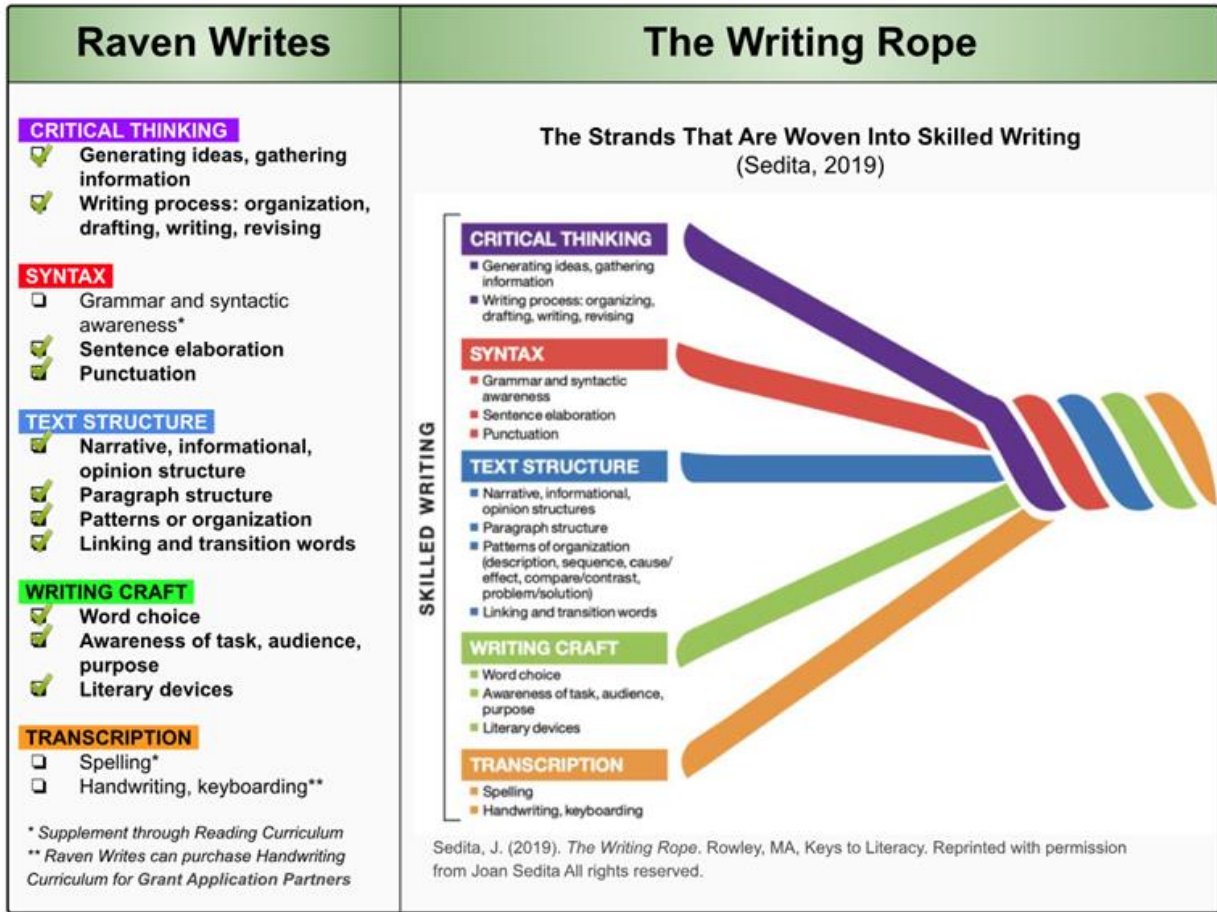 Raven Writes
CRITICAL THINKING
Generating ideas, gathering
information
Writing process: organization,
drafting, writing, revising
SYNTAX
Grammar and syntactic
awareness*
Sentence elaboration
Punctuation
TEXT STRUCTURE
Narrative, informational,
opinion structure
Paragraph structure
Patterns or organization
Linking and transition words
WRITING CRAFT
Word choice
Awareness of task, audience,
purpose
Literary devices
TRANSCRIPTION
Spelling*
Handwriting, keyboarding**
* Supplement through Reading Curriculum
** Raven Writes can purchase Handwriting
Curriculum for Grant Application Partners
The Writing Rope
The Strands That Are Woven Into Skilled Writing
(Sedita, 2019)
SKILLED WRITING
CRITICAL THINKING
Generating ideas, gathering
information
Writing process: organizing,
drafting, writing, revising
SYNTAX
Grammar and syntactic
awareness
Sentence elaboration
Punctuation
TEXT STRUCTURE
Narrative, informational,
opinion structures
Paragraph structure
Patterns of organization
(description, sequence, cause/
effect, compare/contrast,
problem/solution)
Linking and transition words
WRITING CRAFT
Word choice
Awareness of task, audience,
purpose
Literary devices
TRANSCRIPTION
Spelling
Handwriting, keyboarding
Sedita, J. (2019). The Writing Rope. Rowley, MA, Keys to Literacy. Reprinted with permission
from Joan Sedita All rights reserved.